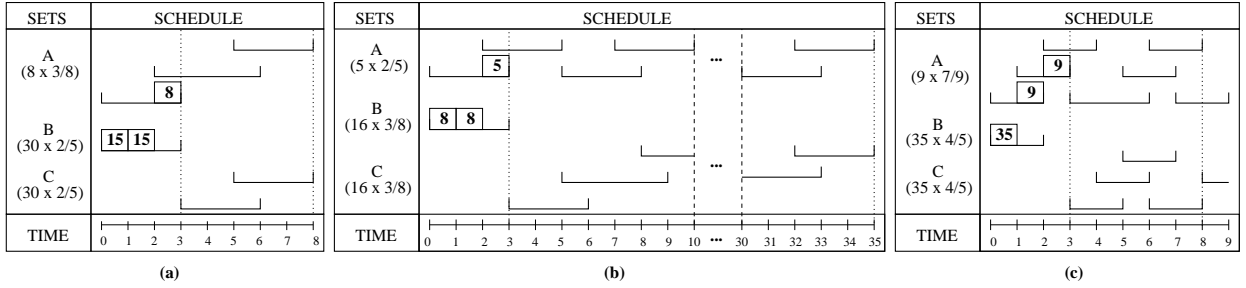 SETS SCHEDULE
A
(8 x 3/8)
8
B
15 15
(30 x 2/5)
C
(30 x 2/5)
TIME 0 1 2 3 4 5 6 7 8
(a)
SETS SCHEDULE
A
(5 x 2/5)
5 ...
B
(16 x 3/8)
8 8
C
(16 x 3/8)
...
TIME 0 1 2 3 4 5 6 7 8 9 10 ... 30 31 32 33 34 35
(b)
SETS SCHEDULE
A
(9 x 7/9)
9
9
B
(35 x 4/5)
35
C
(35 x 4/5)
TIME 0 1 2 3 4 5 6 7 8 9
(c)